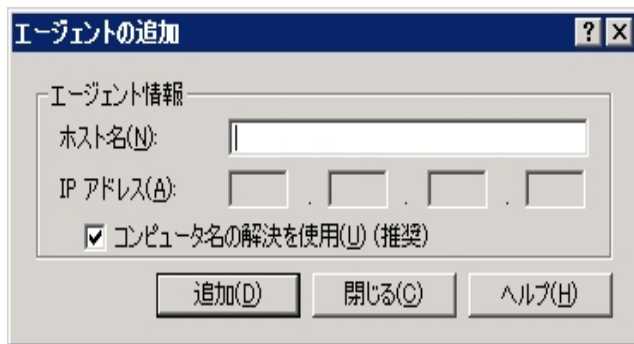 エージェントの追加
エージェント情報
ホスト名(N):
IP アドレス(A):
コンピュータ名の解決を使用(U) (推奨)
追加(D) 閉じる(C) ヘルプ(H)